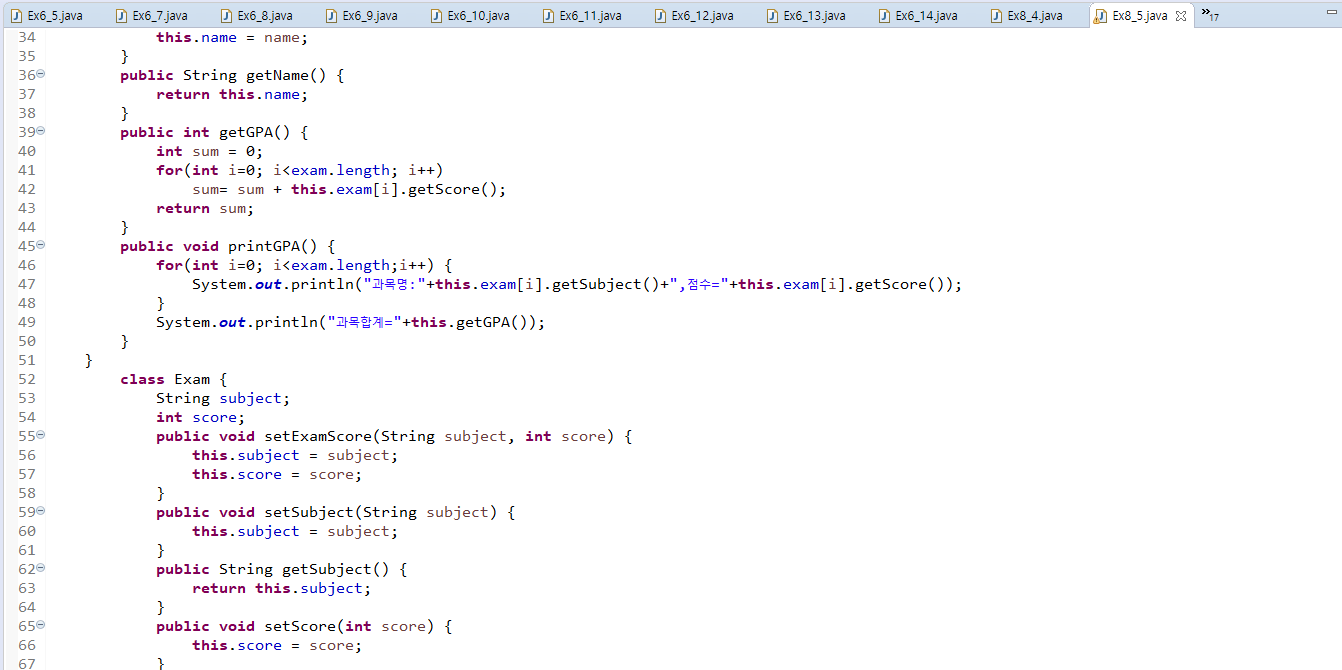 Ex6_5.java Ex6_7.java Ex6_8.java Ex6_9.java Ex6_10.java Ex6_11.java Ex6_12.java Ex6_13.java Ex6_14.java Ex8_4.java Ex8_5.java »17
34 this.name = name;
35 }
36 public String getName() {
37 return this.name;
38 }
39 public int getGPA() {
40 int sum = 0;
41 for(int i=0; i<exam.length; i++)
42 sum= sum + this.exam[i].getScore();
43 return sum;
44 }
45 public void printGPA() {
46 for(int i=0; i<exam.length;i++) {
47 System.out.println("과목명:"+this.exam[i].getSubject()+",점수="+this.exam[i].getScore());
48 }
49 System.out.println("과목합계="+this.getGPA());
50 }
51 }
52 class Exam {
53 String subject;
54 int score;
55 public void setExamScore(String subject, int score) {
56 this.subject = subject;
57 this.score = score;
58 }
59 public void setSubject(String subject) {
60 this.subject = subject;
61 }
62 public String getSubject() {
63 return this.subject;
64 }
65 public void setScore(int score) {
66 this.score = score;
67 }